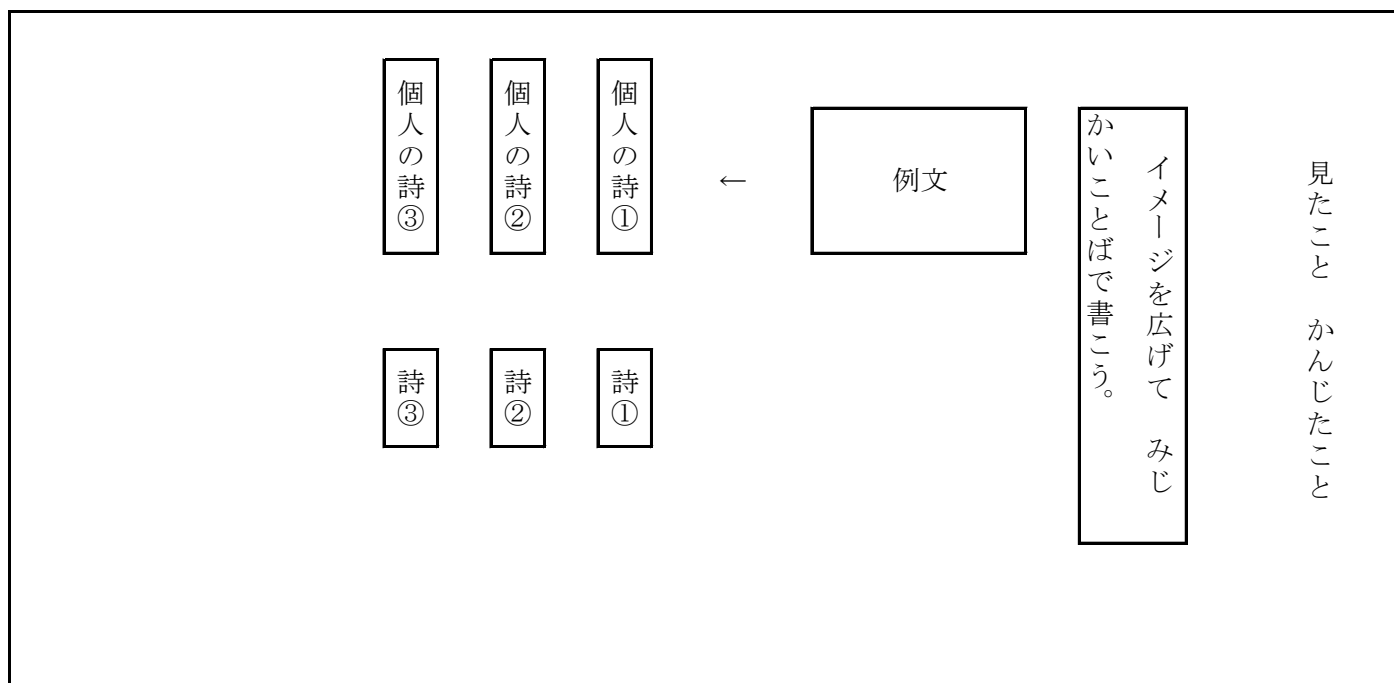 見たこと　かんじたこと
イメージを広げて　みじ
かいことばで書こう。
例文
←
個人の詩①
個人の詩②
個人の詩③
詩①
詩②
詩③